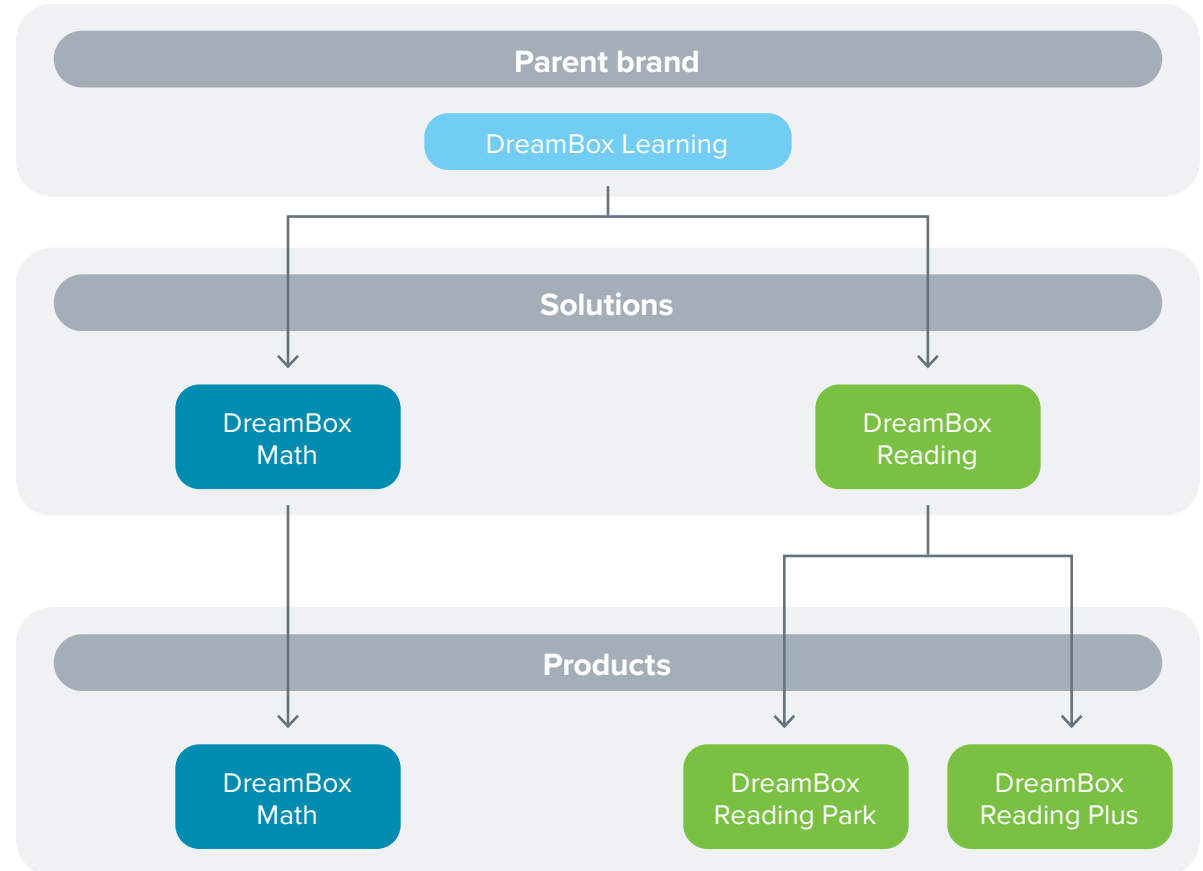 Parent brand
DreamBox Learning
Solutions
DreamBox
Math
DreamBox
Reading
Products
DreamBox
Math
DreamBox
Reading Park
DreamBox
Reading Plus